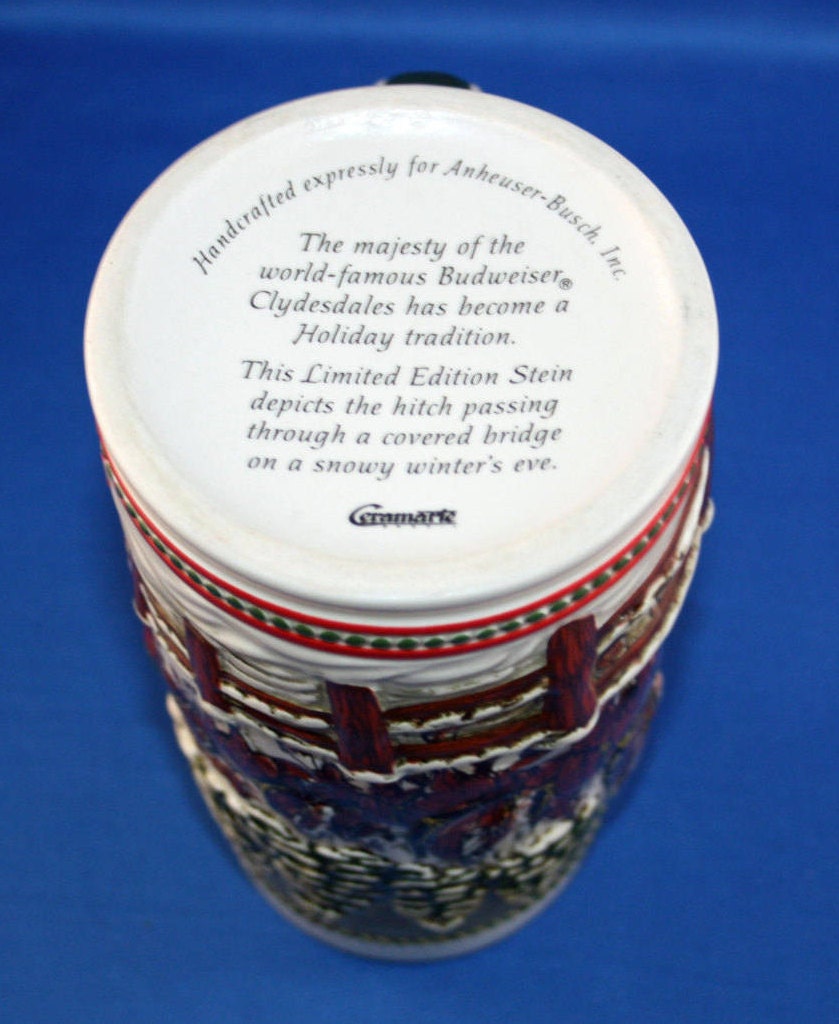 Handcrafted expressly for Anheuser-Busch, Inc.
The majesty of the
world-famous Budweiser®
Clydesdales has become a
Holiday tradition.
This Limited Edition Stein
depicts the hitch passing
through a covered bridge
on a snowy winter's eve.
Ceramarte